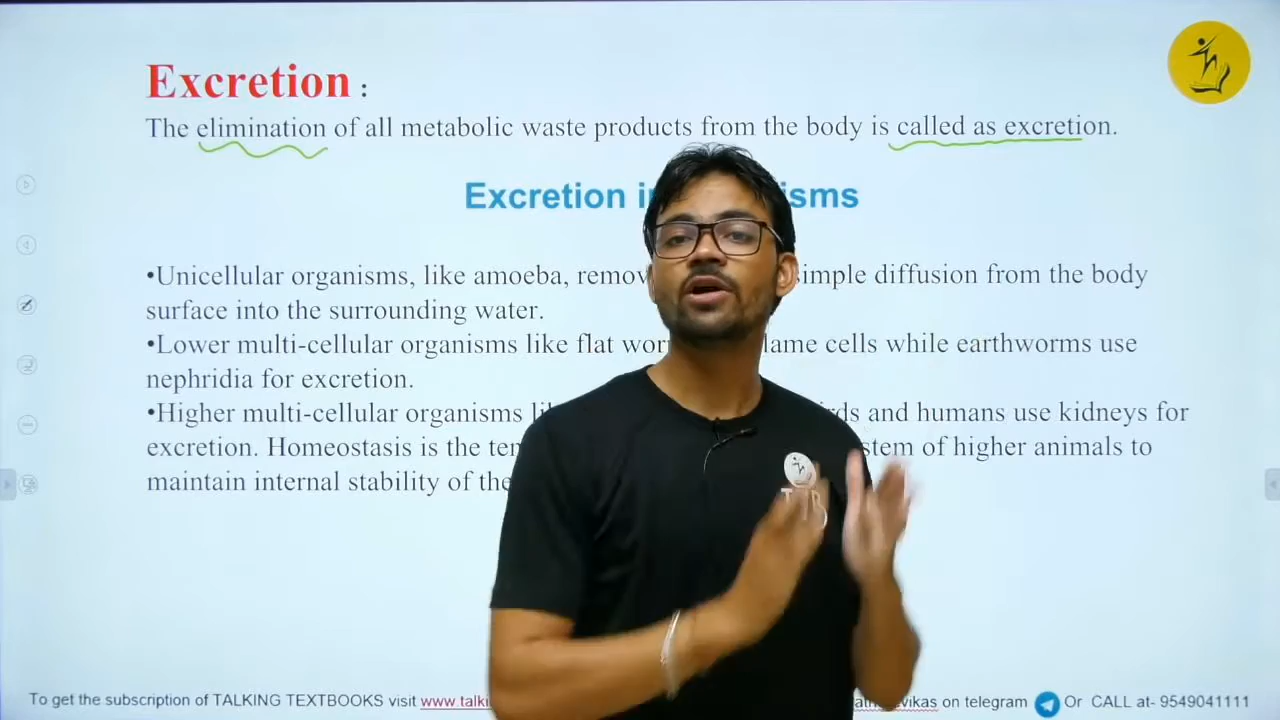 Excretion :
The elimination of all metabolic waste products from the body is called as excretion.
Excretion isms
•Unicellular organisms, like amoeba, remov simple diffusion from the body
surface into the surrounding water.
•Lower multi-cellular organisms like flat wor lame cells while earthworms use
nephridia for excretion.
•Higher multi-cellular organisms li rds and humans use kidneys for
excretion. Homeostasis is the ten stem of higher animals to
maintain internal stability of the
To get the subscription of TALKING TEXTBOOKS visit www.talki vikas on telegram Or CALL at- 9549041111